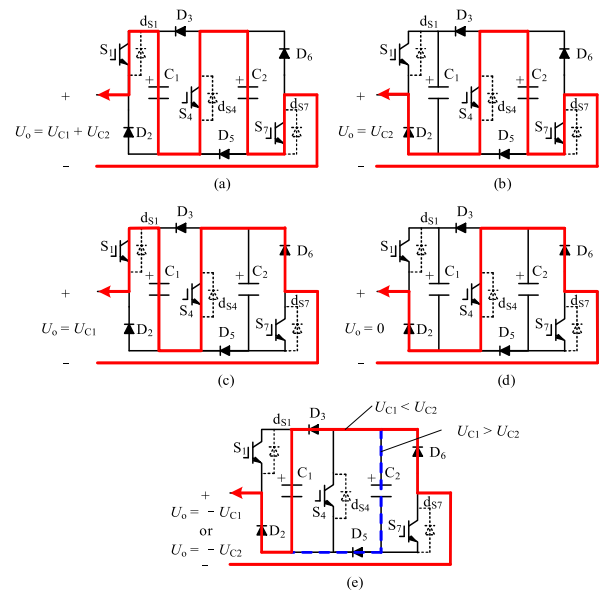 dS1 D3
S1 D6
+ C1 + C2 +
S4 dS4 dS7
Uo = UC1 + UC2 D2 D5 S7
−
(a)
dS1 D3
S1 D6
+ C1 + C2 +
S4 dS4 dS7
Uo = UC2 D2 D5 S7
−
(b)
dS1 D3
S1 D6
+ C1 + C2 +
S4 dS4 dS7
Uo = UC1 D2 D5 S7
−
(c)
dS1 D3
S1 D6
+ C1 + C2 +
S4 dS4 dS7
Uo = 0 D2 D5 S7
−
(d)
UC1 < UC2
dS1 D3
UC1 > UC2
S1 D6
+ C1 + C2
S4 dS4 dS7
+
Uo = − UC1 D2 D5 S7
or
Uo = − UC2
−
(e)